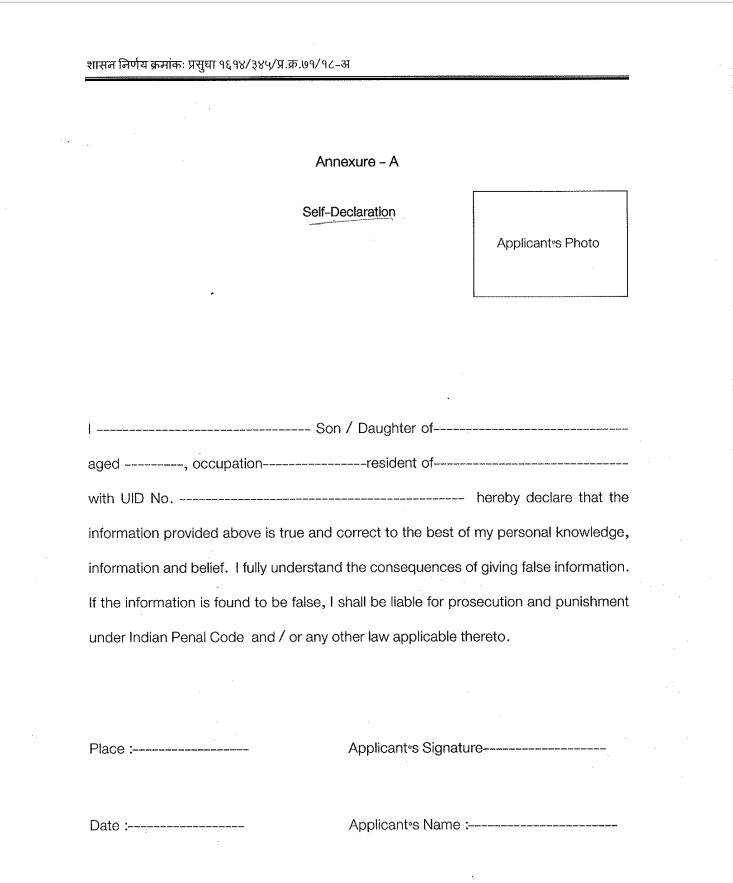 शासन निर्णय क्रमांकः प्रसुधा १६१४/३४५/प्र.क्र.७१/१८-अ
Annexure - A
Self-Declaration
Applicant's Photo
I --------------------------------- Son / Daughter of------------------------------
aged ---------, occupation----------------resident of------------------------------
with UID No. -------------------------------------------- hereby declare that the
information provided above is true and correct to the best of my personal knowledge,
information and belief. I fully understand the consequences of giving false information.
If the information is found to be false, I shall be liable for prosecution and punishment
under Indian Penal Code and / or any other law applicable thereto.
Place :------------------ Applicant's Signature-------------------
Date :------------------ Applicant's Name :-----------------------